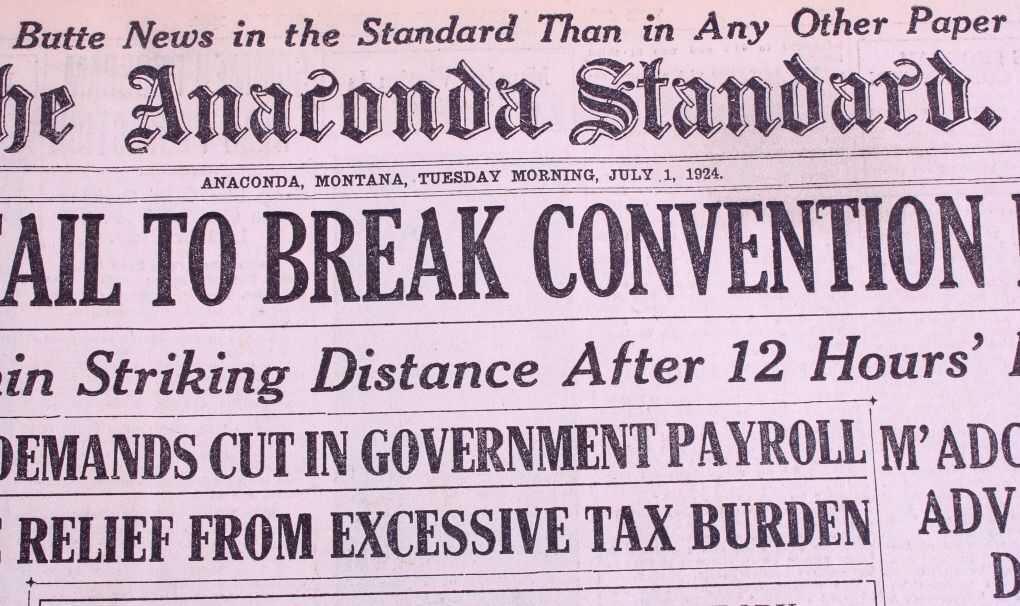 Butte News in the Standard Than in Any Other Paper
he Anaconda Standard.
ANACONDA, MONTANA, TUESDAY MORNING, JULY 1, 1924.
AIL TO BREAK CONVENTION
in Striking Distance After 12 Hours'
DEMANDS CUT IN GOVERNMENT PAYROLL
RELIEF FROM EXCESSIVE TAX BURDEN
M'ADO
ADV
D